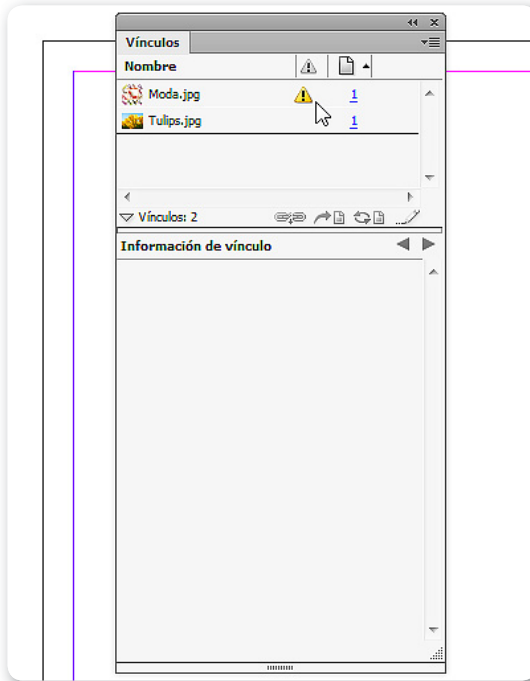 Vínculos
Nombre
Moda.jpg 1
Tulips.jpg 1
Vínculos: 2
Información de vínculo